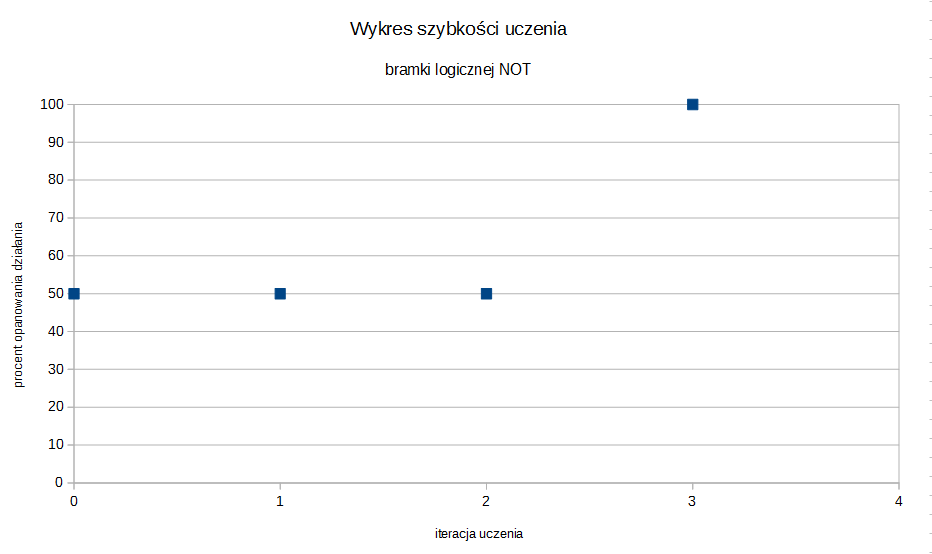 Wykres szybkości uczenia
bramki logicznej NOT
100
90
80
70
60
50
40
30
20
10
0
procent opanowania działania
0 1 2 3 4
iteracja uczenia